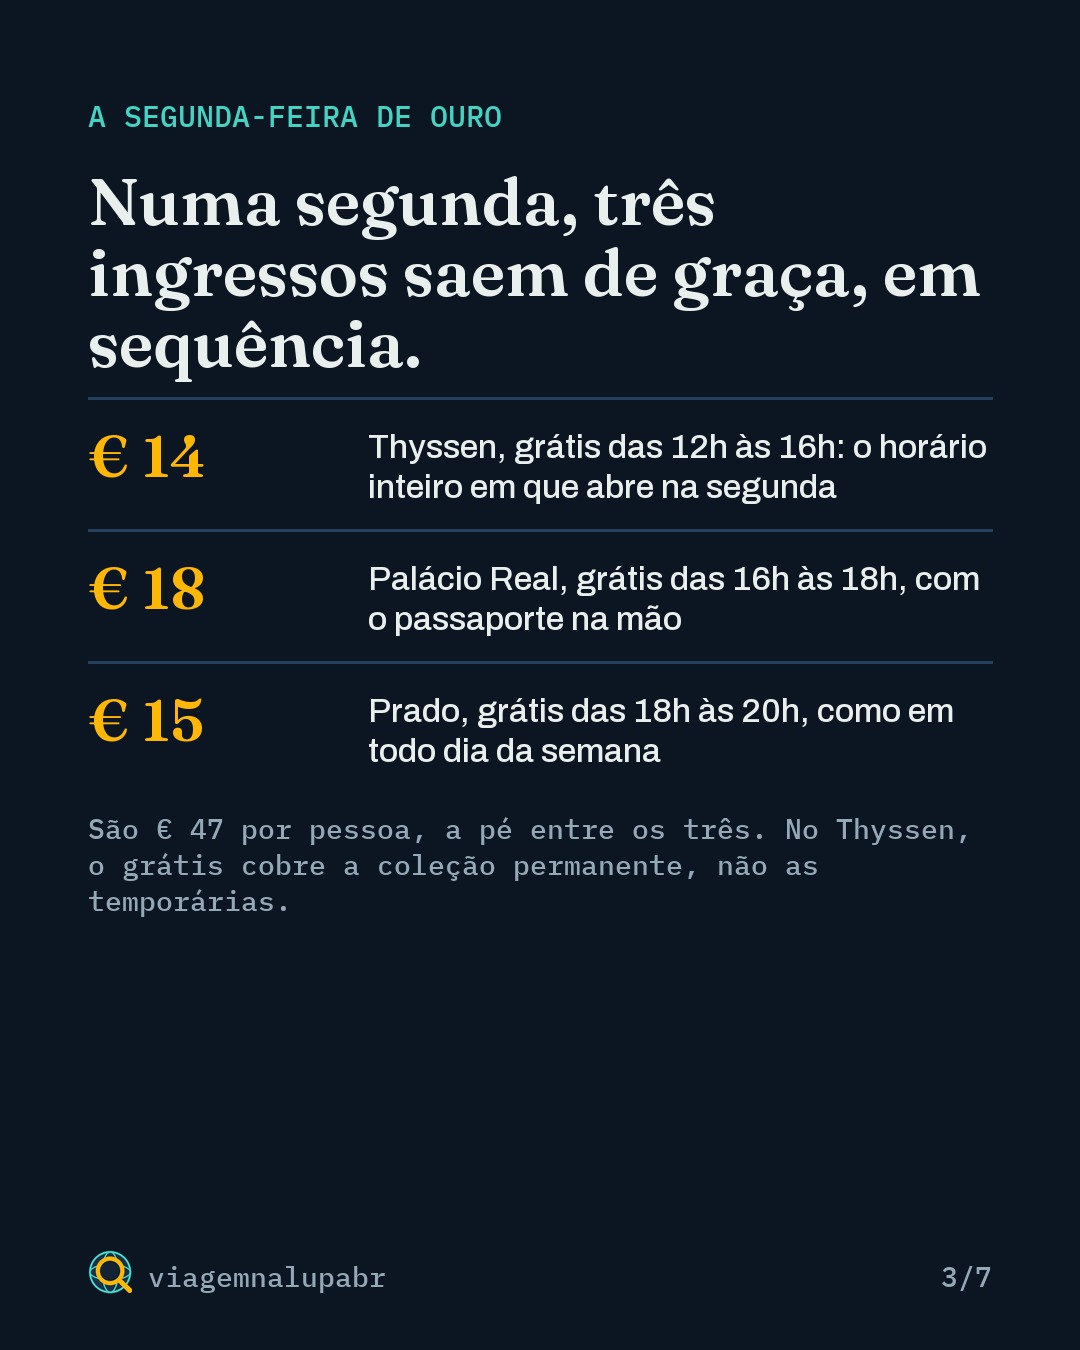 A SEGUNDA-FEIRA DE OURO
Numa segunda, três
ingressos saem de graça, em
sequência.
€ 14
Thyssen, grátis das 12h às 16h: o horário
inteiro em que abre na segunda
€ 18
Palácio Real, grátis das 16h às 18h, com
o passaporte na mão
€ 15
Prado, grátis das 18h às 20h, como em
todo dia da semana
São € 47 por pessoa, a pé entre os três. No Thyssen,
o grátis cobre a coleção permanente, não as
temporárias.
viagemnalupabr
3/7